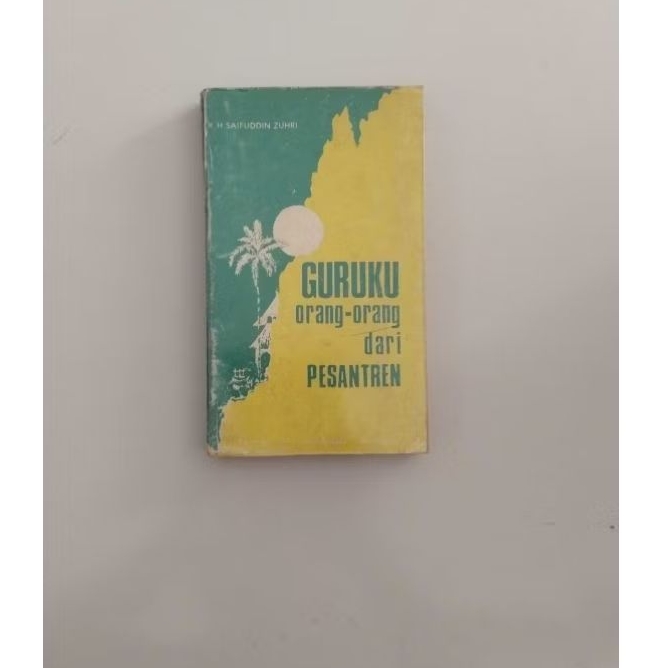 K. H. SAIFUDDIN ZUHRI
GURUKU
orang-orang
dari
PESANTREN